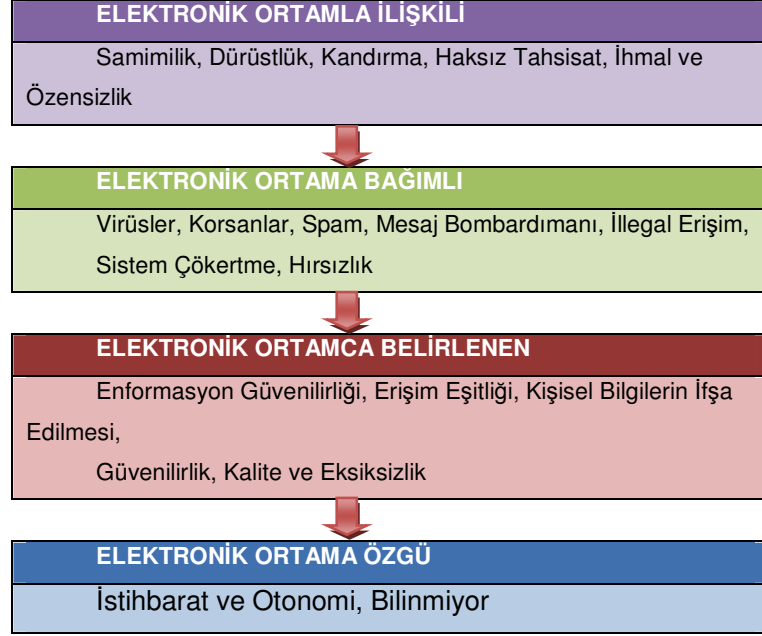 ELEKTRONİK ORTAMLA İLİŞKİLİ
Samimilik, Dürüstlük, Kandırma, Haksız Tahsisat, İhmal ve
Özensizlik
ELEKTRONİK ORTAMA BAĞIMLI
Virüsler, Korsanlar, Spam, Mesaj Bombardımanı, İllegal Erişim,
Sistem Çökertme, Hırsızlık
ELEKTRONİK ORTAMCA BELİRLENEN
Enformasyon Güvenilirliği, Erişim Eşitliği, Kişisel Bilgilerin İfşa
Edilmesi,
Güvenilirlik, Kalite ve Eksiksizlik
ELEKTRONİK ORTAMA ÖZGÜ
İstihbarat ve Otonomi, Bilinmiyor